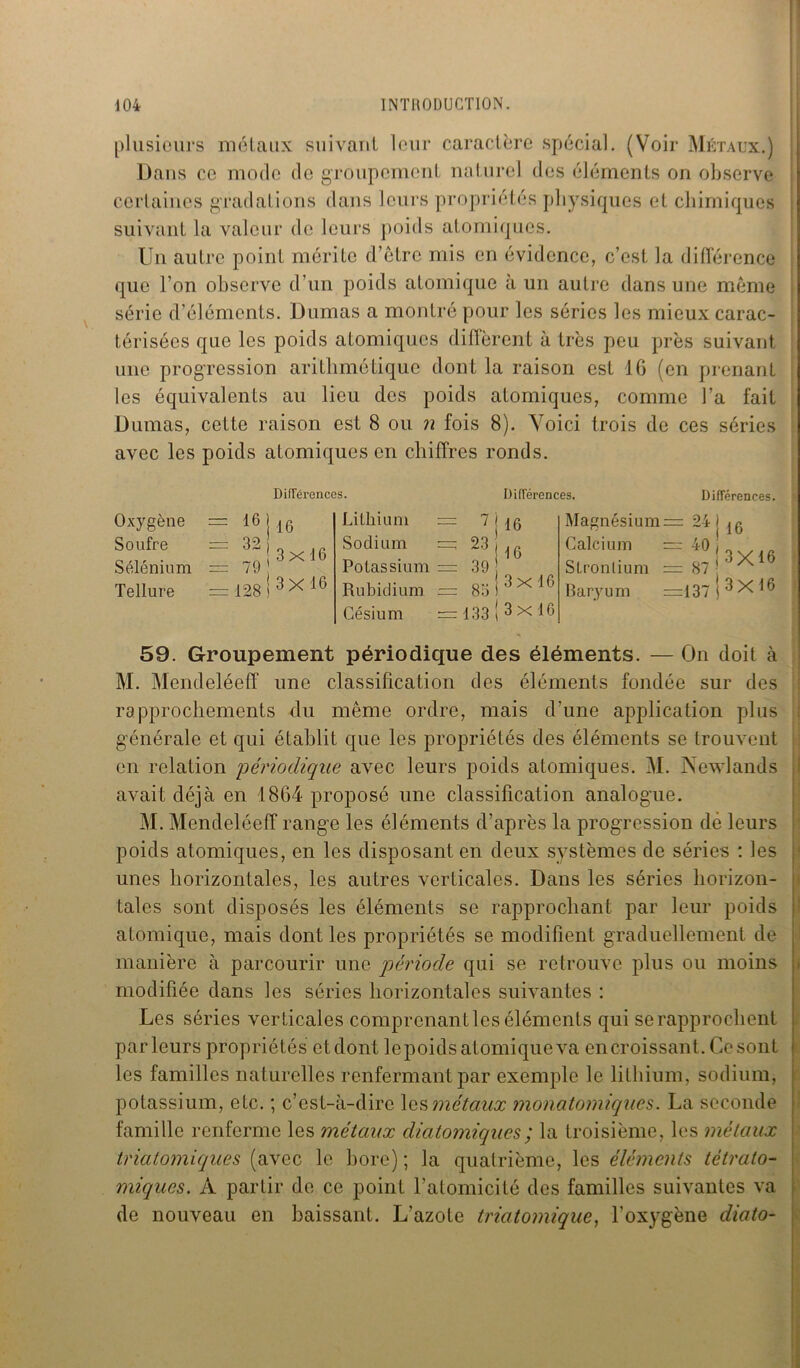 104 INTRODUCTION.
plusieurs métaux suivant leur caractère spécial. (Voir MÉTAUX.)
Dans ce mode de groupement naturel des éléments on observe
certaines gradations dans leurs propriétés physiques et chimiques
suivant la valeur de leurs poids atomiques.
Un autre point mérite d'être mis en évidence, c'est la différence
que l'on observe d'un poids atomique à un autre dans une même
série d'éléments. Dumas a montré pour les séries les mieux carac-
térisées que les poids atomiques diffèrent à très peu près suivant
une progression arithmétique dont la raison est 16 (en prenant
les équivalents au lieu des poids atomiques, comme l'a fait
Dumas, cette raison est 8 ou n fois 8). Voici trois de ces séries
avec les poids atomiques en chiffres ronds.
Différences. Différences. Différences.
Oxygène = 16 } 16
Soufre = 32 } 3 × 16
Sélénium = 79 } 3 × 16
Tellure = 128
Lithium = 7 } 16
Sodium = 23 } 16
Potassium = 39 } 3 × 16
Rubidium = 85 } 3 × 16
Césium = 133
Magnésium = 24 } 16
Calcium = 40 } 3 × 16
Strontium = 87 } 3 × 16
Baryum = 137
59. Groupement périodique des éléments. — On doit à
M. Mendeléeff une classification des éléments fondée sur des
rapprochements du même ordre, mais d'une application plus
générale et qui établit que les propriétés des éléments se trouvent
en relation périodique avec leurs poids atomiques. M. Newlands
avait déjà en 1864 proposé une classification analogue.
M. Mendeléeff range les éléments d'après la progression dè leurs
poids atomiques, en les disposant en deux systèmes de séries : les
unes horizontales, les autres verticales. Dans les séries horizon-
tales sont disposés les éléments se rapprochant par leur poids
atomique, mais dont les propriétés se modifient graduellement de
manière à parcourir une période qui se retrouve plus ou moins
modifiée dans les séries horizontales suivantes :
Les séries verticales comprenant les éléments qui se rapprochent
par leurs propriétés et dont le poids atomique va en croissant. Ce sont
les familles naturelles renfermant par exemple le lithium, sodium,
potassium, etc. ; c'est-à-dire les métaux monatomiques. La seconde
famille renferme les métaux diatomiques ; la troisième, les métaux
triatomiques (avec le bore) ; la quatrième, les éléments tétrato-
miques. A partir de ce point l'atomicité des familles suivantes va
de nouveau en baissant. L'azote triatomique, l'oxygène diato-